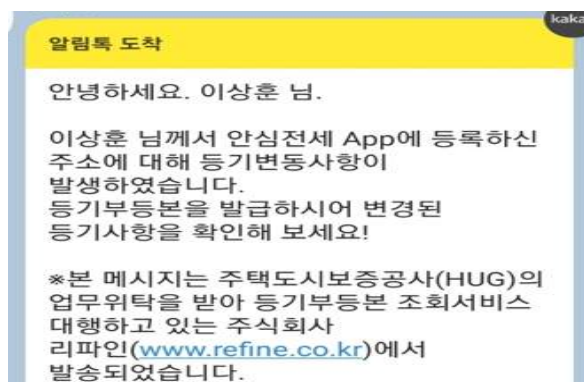 kaka
알림톡 도착
안녕하세요. 이상훈 님.
이상훈 님께서 안심전세 App에 등록하신
주소에 대해 등기변동사항이
발생하였습니다.
등기부등본을 발급하시어 변경된
등기사항을 확인해 보세요!
※본 메시지는 주택도시보증공사(HUG)의
업무위탁을 받아 등기부등본 조회서비스
대행하고 있는 주식회사
리파인(www.refine.co.kr)에서
발송되었습니다.